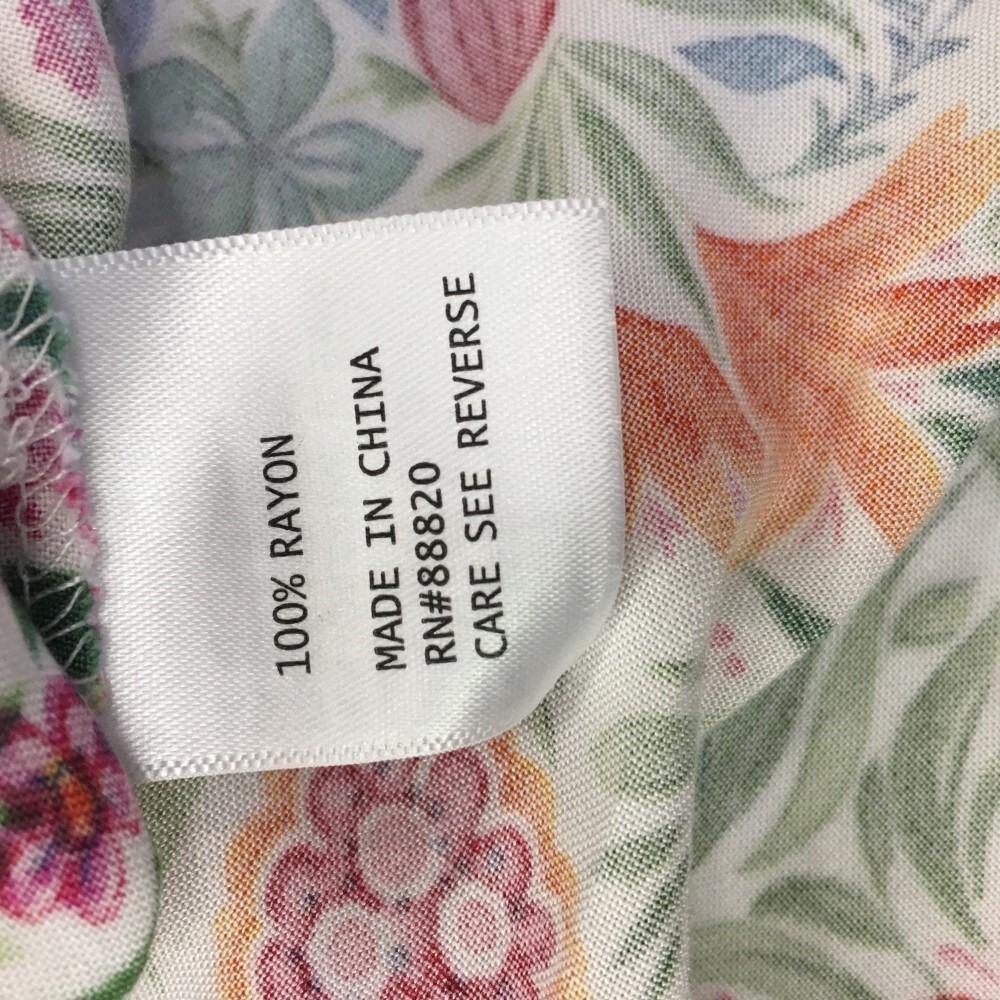 100% RAYON
MADE IN CHINA
RN#88820
CARE SEE REVERSE